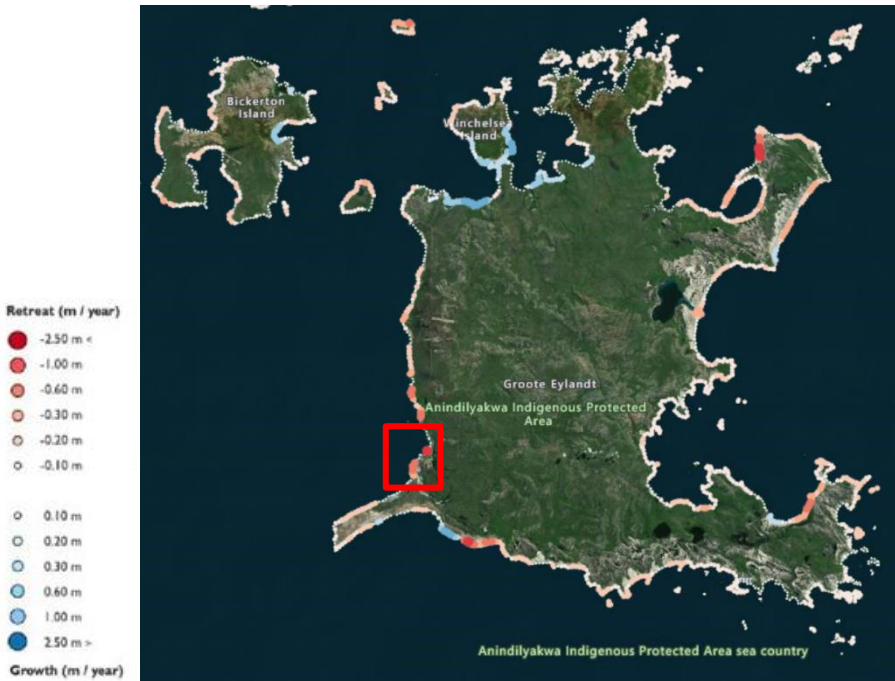 Bickerton
Island
Winchelsea
Island
Retreat (m / year)
-2.50 m <
-1.00 m
-0.60 m
-0.30 m
-0.20 m
-0.10 m
0.10 m
0.20 m
0.30 m
0.60 m
1.00 m
2.50 m >
Growth (m / year)
Groote Eylandt
Anindilyakwa Indigenous Protected
Area
Anindilyakwa Indigenous Protected Area sea country